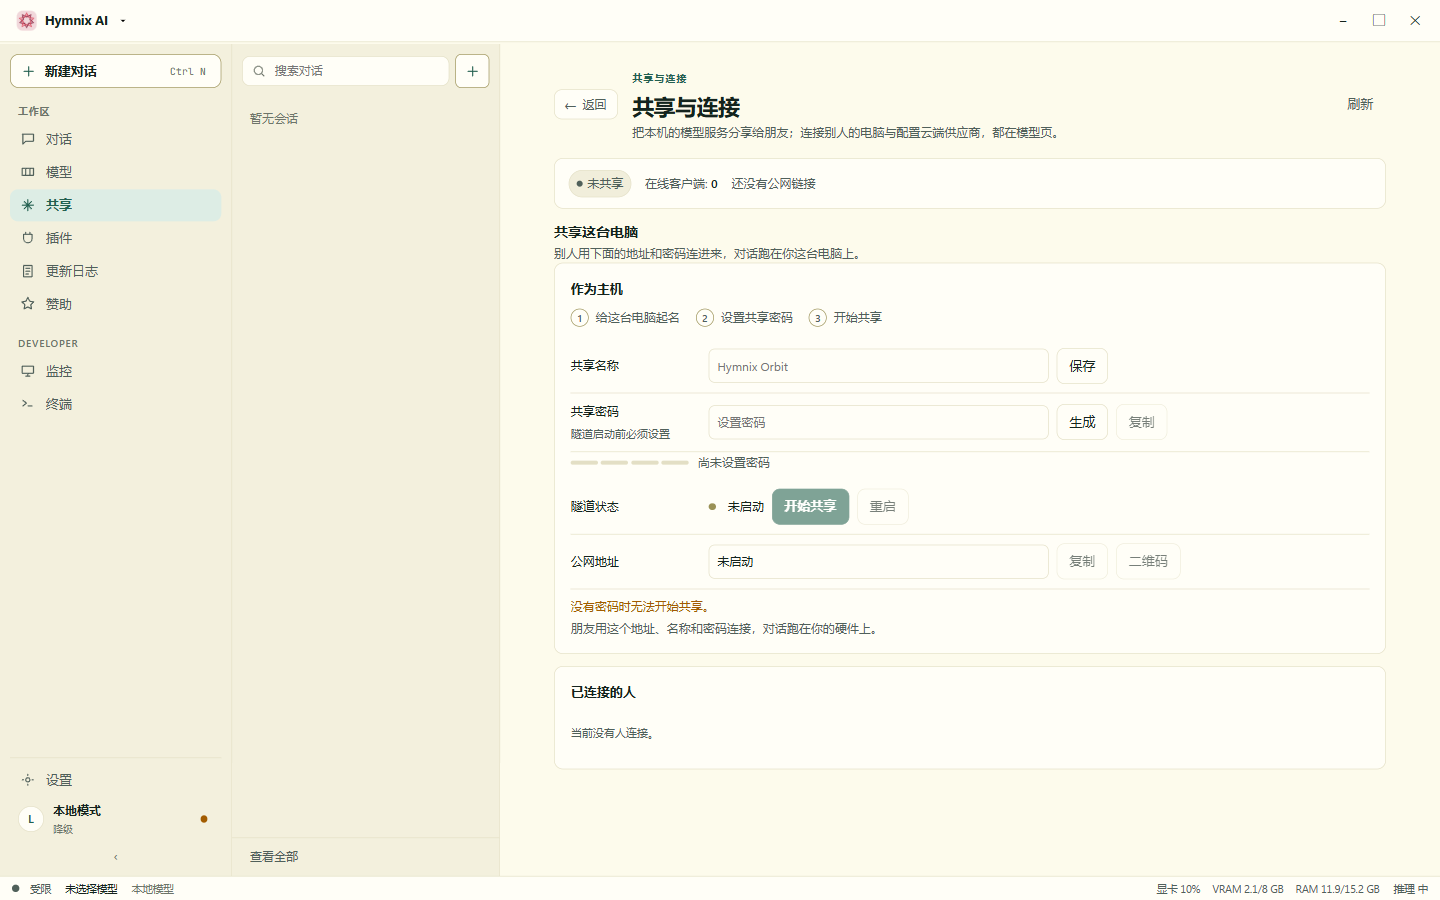 Hymnix AI
新建对话 Ctrl N
工作区
对话
模型
共享
插件
更新日志
赞助
DEVELOPER
监控
终端
设置
L
本地模式
降级
搜索对话
暂无会话
查看全部
共享与连接
← 返回
共享与连接
把本机的模型服务分享给朋友；连接别人的电脑与配置云端供应商，都在模型页。
刷新
未共享 在线客户端: 0 还没有公网链接
共享这台电脑
别人用下面的地址和密码连进来，对话跑在你这台电脑上。
作为主机
1 给这台电脑起名 2 设置共享密码 3 开始共享
共享名称 Hymnix Orbit 保存
共享密码 设置密码 生成 复制
隧道启动前必须设置
尚未设置密码
隧道状态 未启动 开始共享 重启
公网地址 未启动 复制 二维码
没有密码时无法开始共享。
朋友用这个地址、名称和密码连接，对话跑在你的硬件上。
已连接的人
当前没有人连接。
受限 未选择模型 本地模型
显卡 10% VRAM 2.1/8 GB RAM 11.9/15.2 GB 推理 中